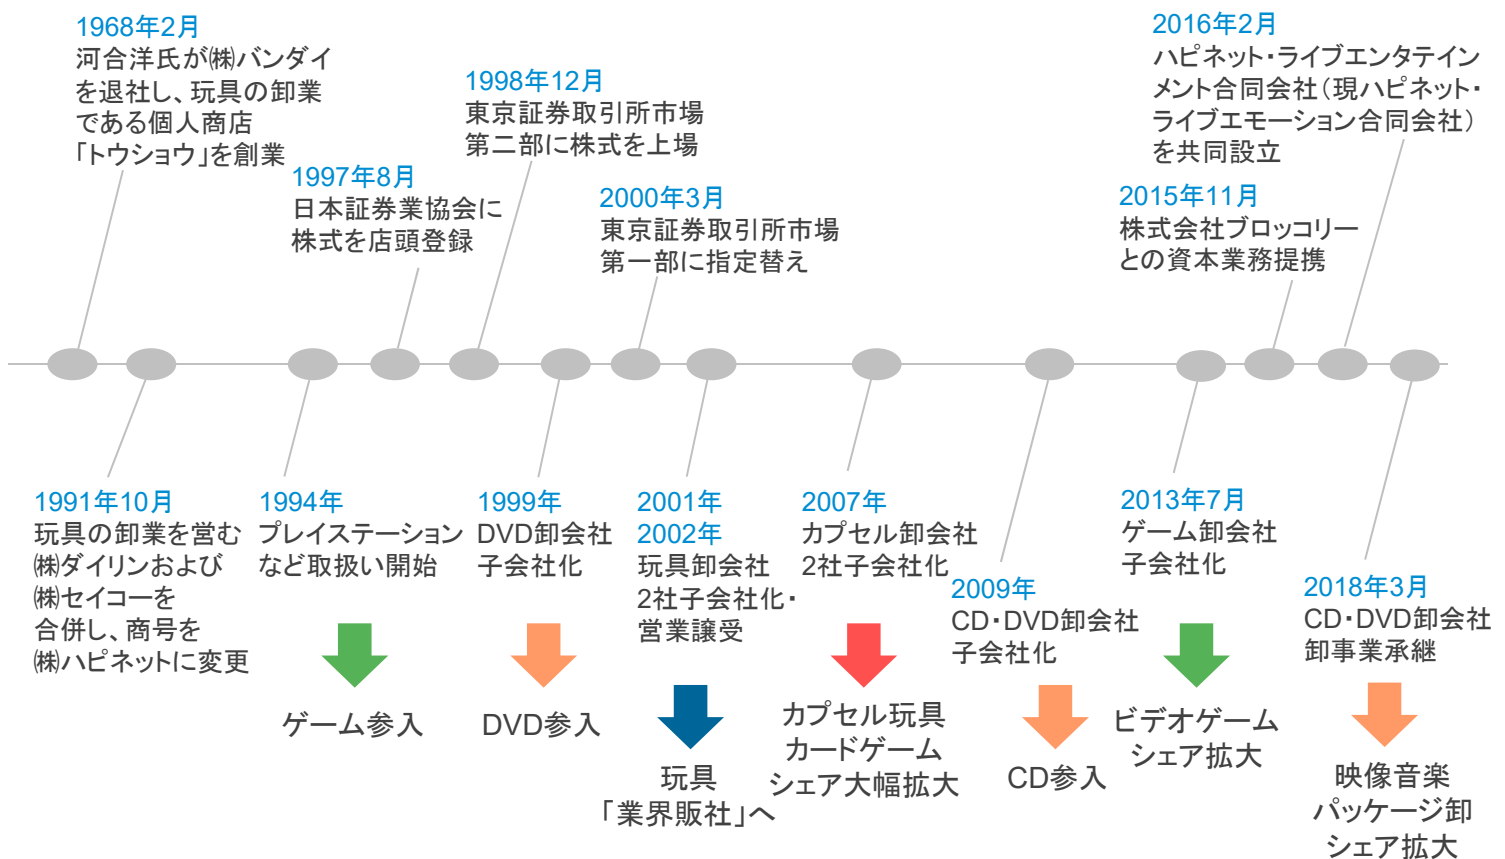 1968年2月
河合洋氏が㈱バンダイ
を退社し、玩具の卸業
である個人商店
「トウショウ」を創業
1997年8月
日本証券業協会に
株式を店頭登録
1998年12月
東京証券取引所市場
第二部に株式を上場
2000年3月
東京証券取引所市場
第一部に指定替え
2016年2月
ハピネット・ライブエンタテイン
メント合同会社（現ハピネット・
ライブエモーション合同会社）
を共同設立
2015年11月
株式会社ブロッコリー
との資本業務提携
1991年10月
玩具の卸業を営む
㈱ダイリンおよび
㈱セイコーを
合併し、商号を
㈱ハピネットに変更
1994年
プレイステーション
など取扱い開始
ゲーム参入
1999年
DVD卸会社
子会社化
DVD参入
2001年
2002年
玩具卸会社
2社子会社化・
営業譲受
玩具
「業界販社」へ
2007年
カプセル卸会社
2社子会社化
カプセル玩具
カードゲーム
シェア大幅拡大
2009年
CD・DVD卸会社
子会社化
CD参入
2013年7月
ゲーム卸会社
子会社化
ビデオゲーム
シェア拡大
2018年3月
CD・DVD卸会社
卸事業承継
映像音楽
パッケージ卸
シェア拡大